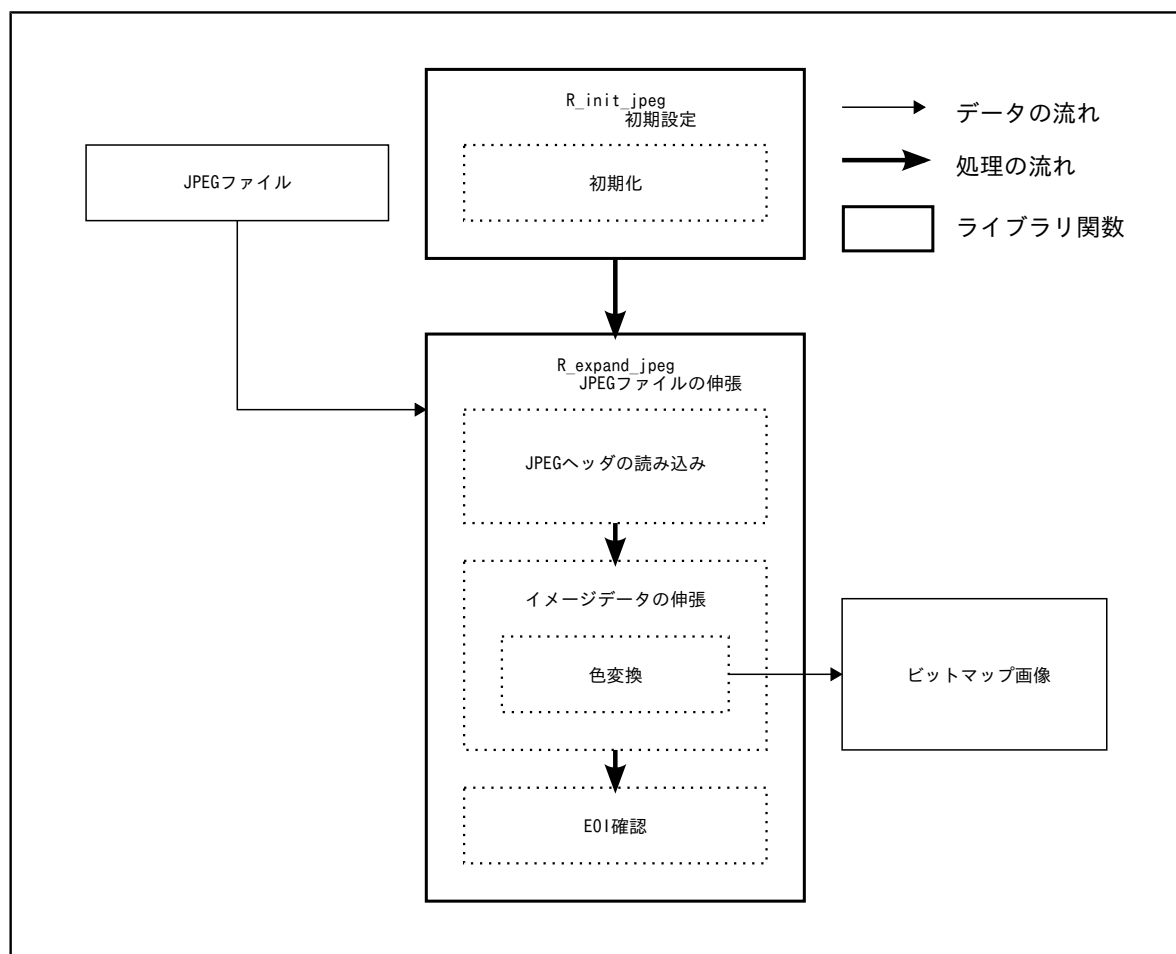 R_init_jpeg
初期設定
初期化
JPEGファイル
データの流れ
処理の流れ
ライブラリ関数
R_expand_jpeg
JPEGファイルの伸張
JPEGヘッダの読み込み
イメージデータの伸張
色変換
ビットマップ画像
EOI確認